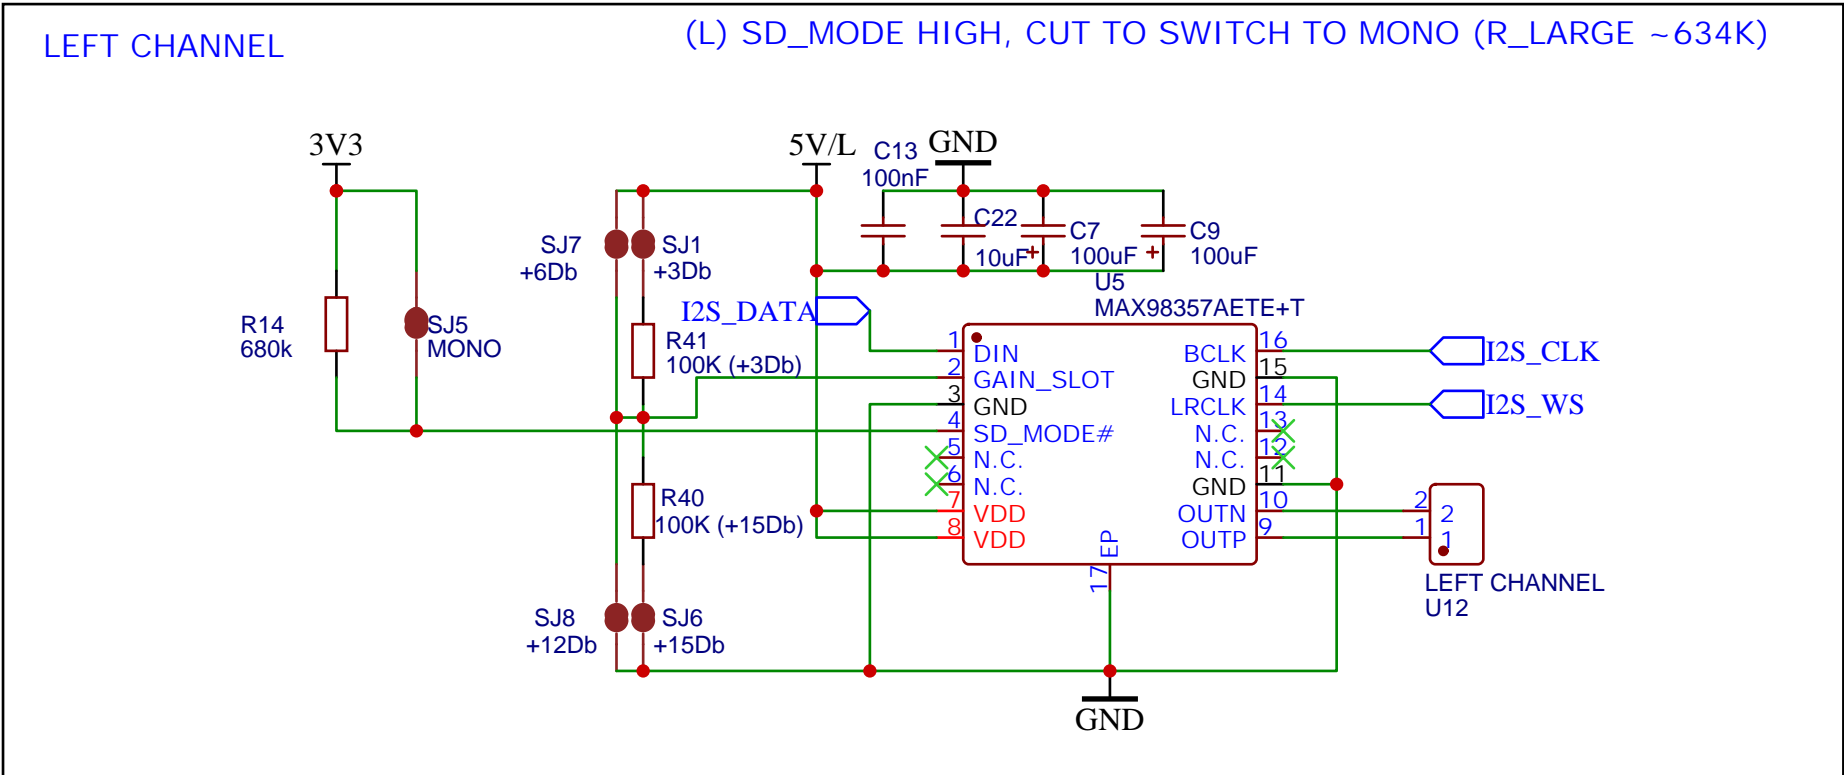 LEFT CHANNEL
(L) SD_MODE HIGH, CUT TO SWITCH TO MONO (R_LARGE ~634K)
3V3
5V/L
C13
100nF
GND
SJ7
+6Db
SJ1
+3Db
C22
10uF
C7
100uF
C9
100uF
U5
MAX98357AETE+T
I2S_DATA
R14
680k
SJ5
MONO
R41
100K (+3Db)
1
DIN
2
GAIN_SLOT
3
GND
4
SD_MODE#
5
N.C.
6
N.C.
7
VDD
8
VDD
16
BCLK
15
GND
14
LRCLK
13
N.C.
12
N.C.
11
GND
10
OUTN
9
OUTP
17
EP
I2S_CLK
I2S_WS
2
2
1
1
LEFT CHANNEL
U12
R40
100K (+15Db)
SJ8
+12Db
SJ6
+15Db
GND